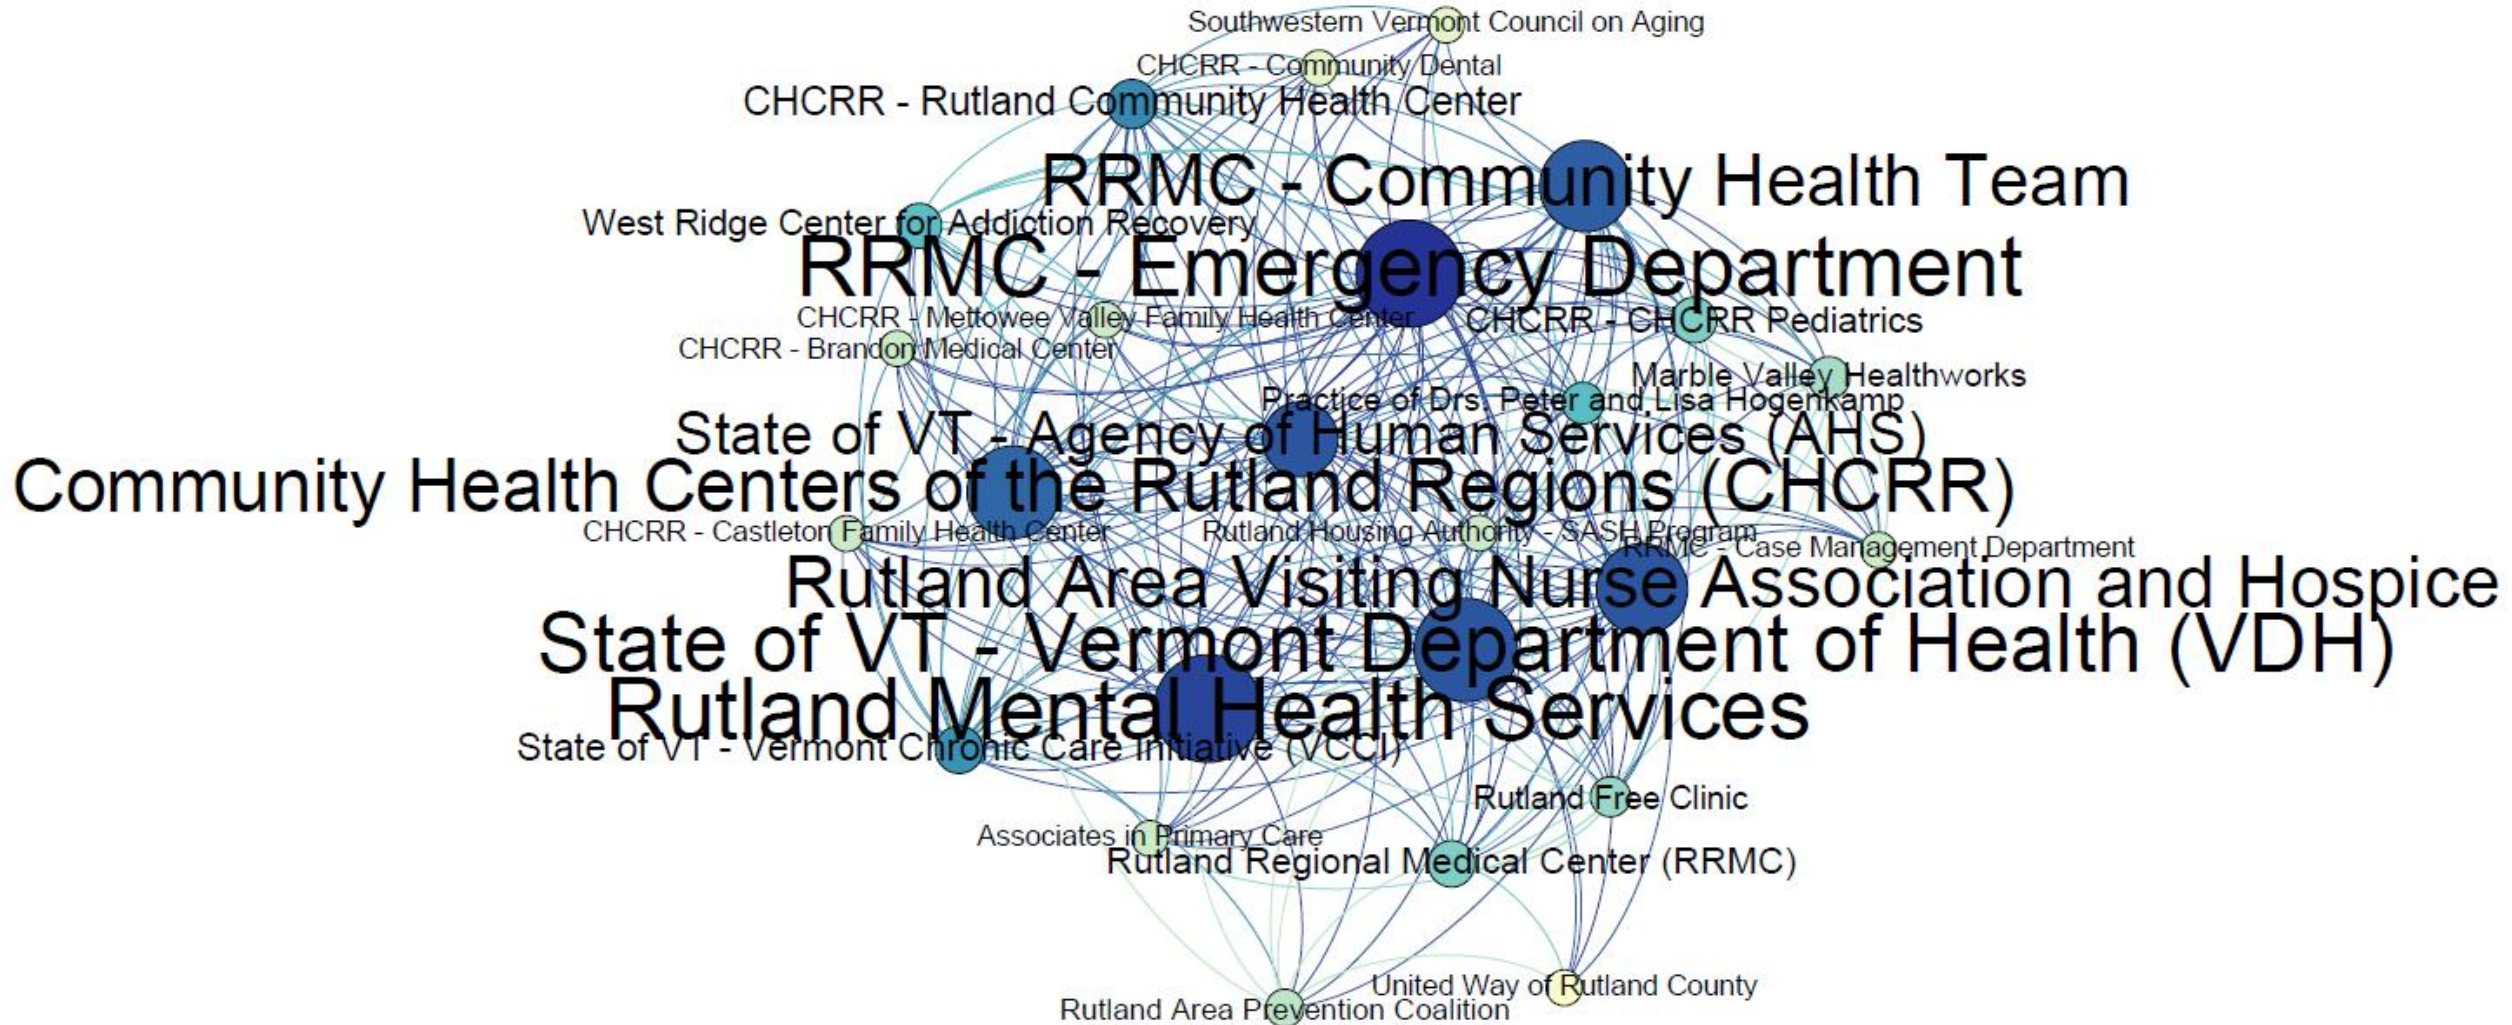 Southwestern Vermont Council on Aging
CHCRR - Community Dental
CHCRR - Rutland Community Health Center
RRMC - Community Health Team
West Ridge Center for Addiction Recovery
RRMC - Emergency Department
CHCRR - Mettowee Valley Family Health Center
CHCRR - CHCRR Pediatrics
CHCRR - Brandon Medical Center
Marble Valley Healthworks
Practice of Drs. Peter and Lisa Hogenkamp
State of VT - Agency of Human Services (AHS)
Community Health Centers of the Rutland Regions (CHCRR)
CHCRR - Castleton Family Health Center
Rutland Housing Authority - SASH Program
RRMC - Case Management Department
Rutland Area Visiting Nurse Association and Hospice
State of VT - Vermont Department of Health (VDH)
Rutland Mental Health Services
State of VT - Vermont Chronic Care Initiative (VCCI)
Rutland Free Clinic
Associates in Primary Care
Rutland Regional Medical Center (RRMC)
United Way of Rutland County
Rutland Area Prevention Coalition